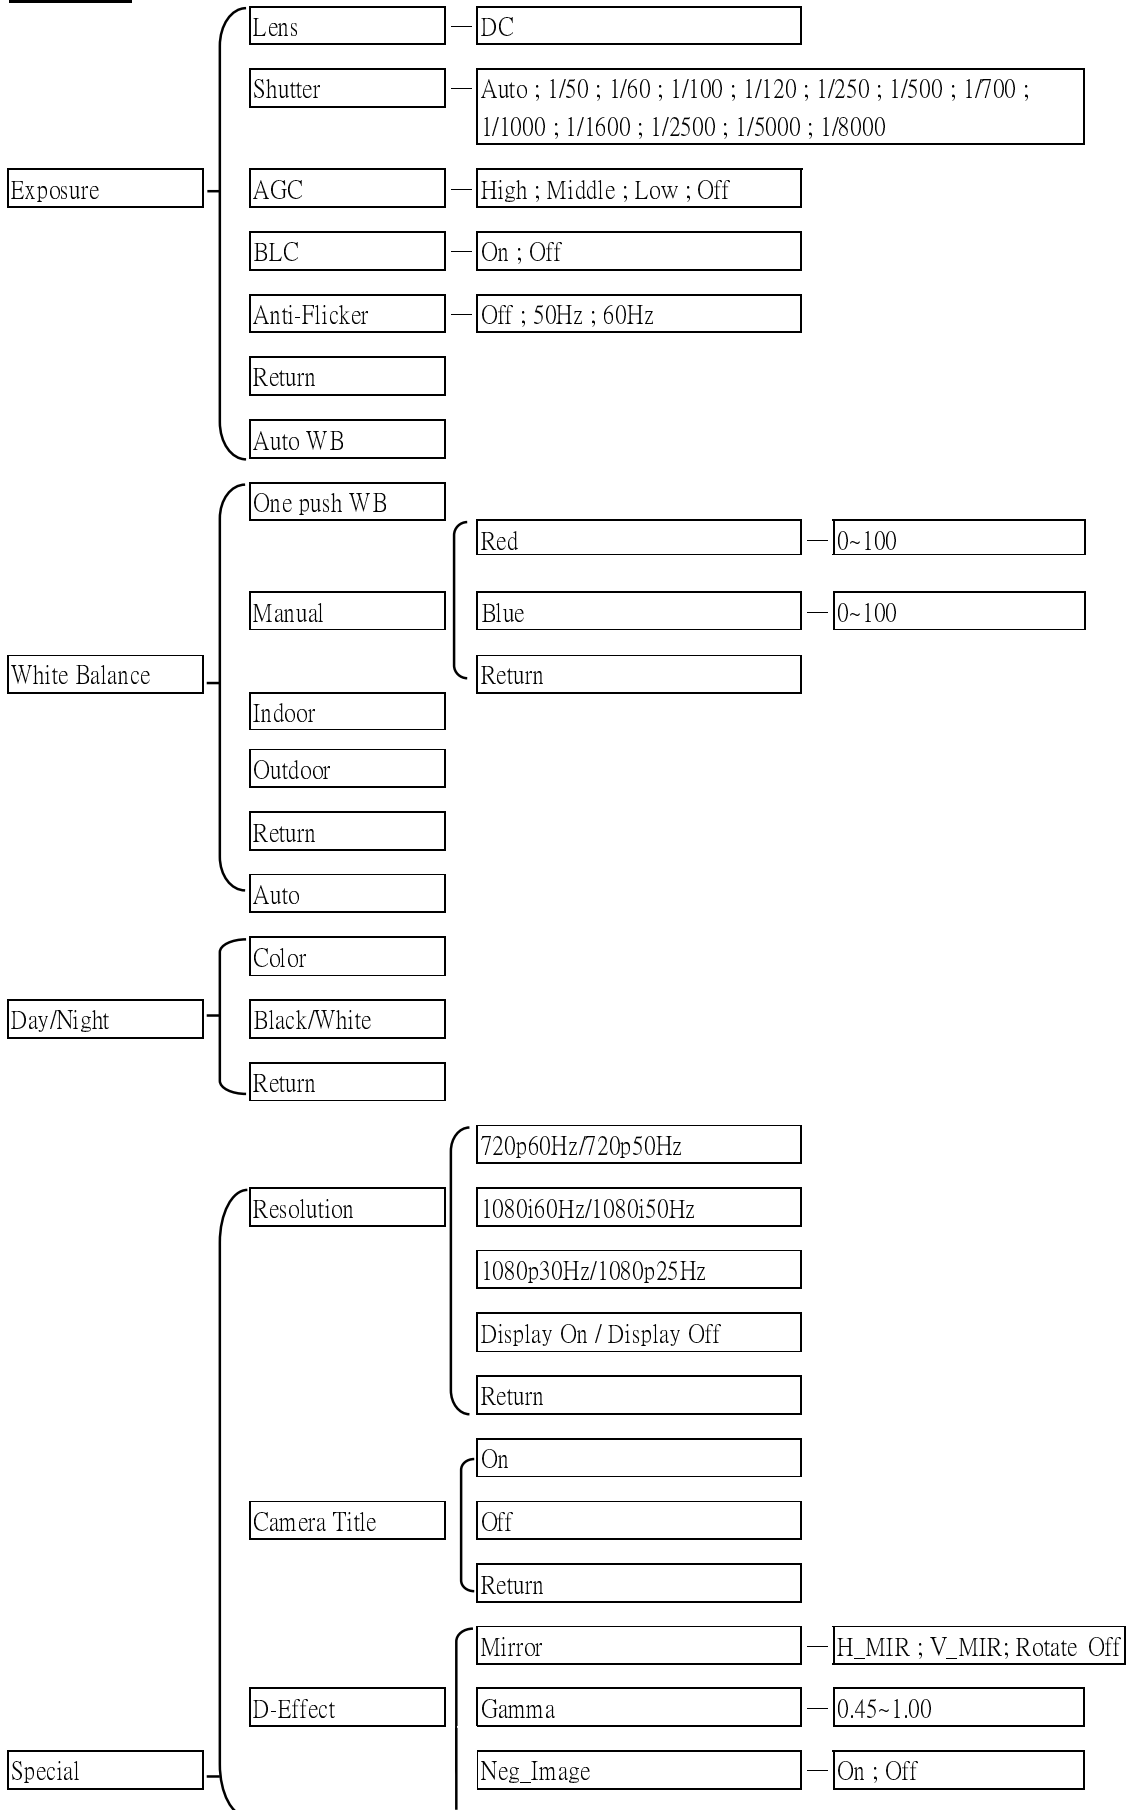 Lens
DC
Shutter
Auto ; 1/50 ; 1/60 ; 1/100 ; 1/120 ; 1/250 ; 1/500 ; 1/700 ;
1/1000 ; 1/1600 ; 1/2500 ; 1/5000 ; 1/8000
Exposure
AGC
High ; Middle ; Low ; Off
BLC
On ; Off
Anti-Flicker
Off ; 50Hz ; 60Hz
Return
Auto WB
One push WB
Red
0~100
Manual
Blue
0~100
White Balance
Return
Indoor
Outdoor
Return
Auto
Color
Day/Night
Black/White
Return
720p60Hz/720p50Hz
Resolution
1080i60Hz/1080i50Hz
1080p30Hz/1080p25Hz
Display On / Display Off
Return
On
Camera Title
Off
Return
Mirror
H_MIR ; V_MIR; Rotate Off
D-Effect
Gamma
0.45~1.00
Special
Neg_Image
On ; Off